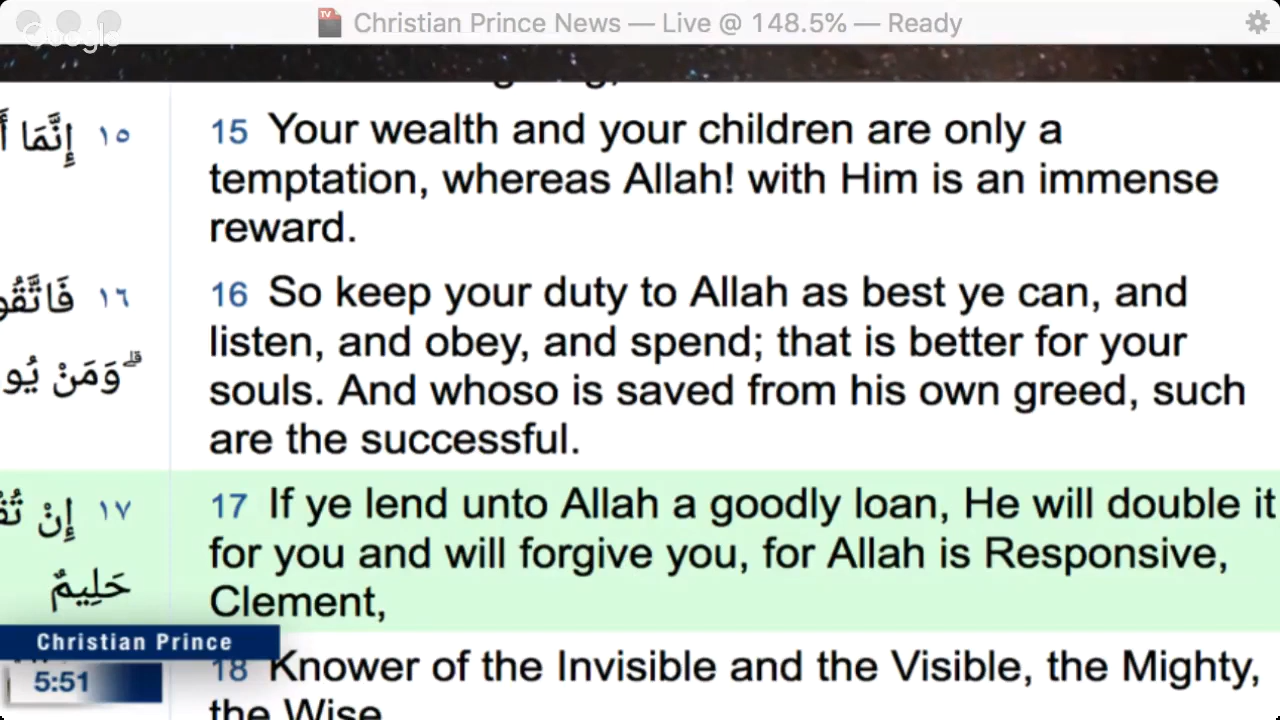 Christian Prince News — Live @ 148.5% — Ready
Google
١٥ إِنَّمَا
15 Your wealth and your children are only a
temptation, whereas Allah! with Him is an immense
reward.
١٦
16 So keep your duty to Allah as best ye can, and
listen, and obey, and spend; that is better for your
وَمَنْ
souls. And whoso is saved from his own greed, such
are the successful.
١٧ إِنْ
17 If ye lend unto Allah a goodly loan, He will double it
for you and will forgive you, for Allah is Responsive,
حَلِيمٌ
Clement,
Christian Prince
5:51
18 Knower of the Invisible and the Visible, the Mighty,
the Wise